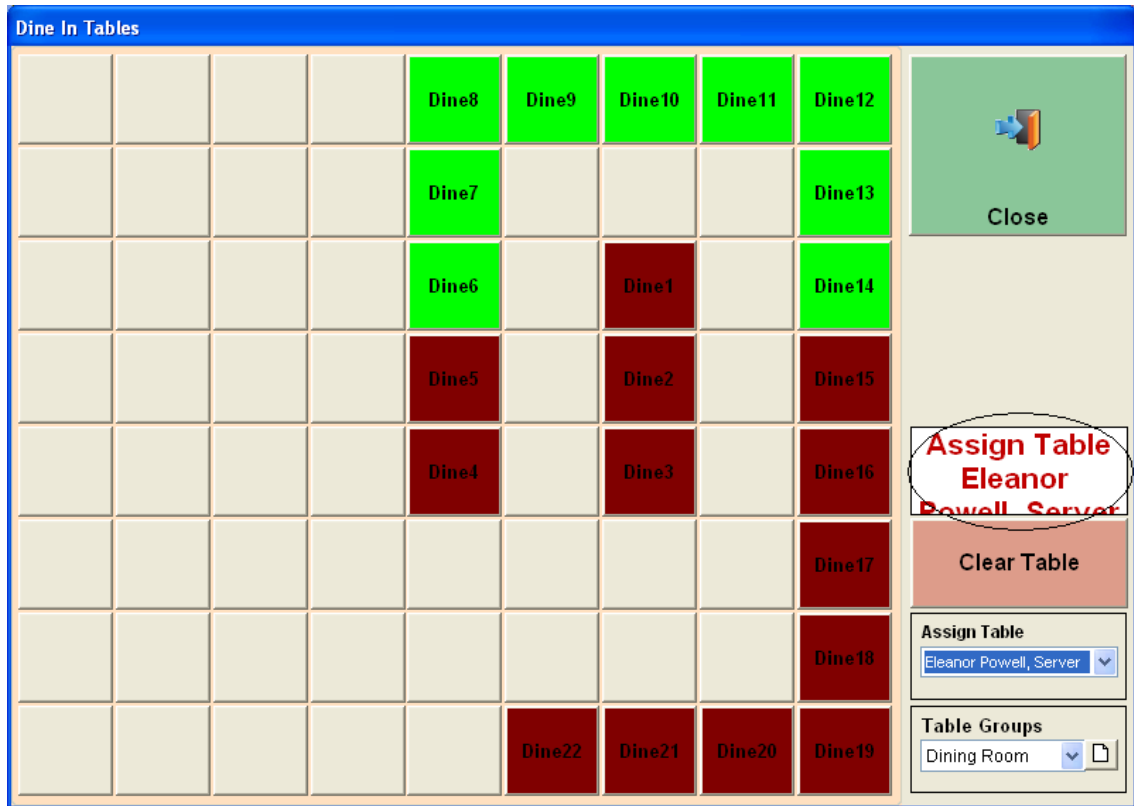 Dine In Tables
Dine8 Dine9 Dine10 Dine11 Dine12
Dine7 Dine13
Close
Dine6 Dine1 Dine14
Dine5 Dine2 Dine15
Dine4 Dine3 Dine16
Assign Table
Eleanor
Powell, Server
Dine17
Clear Table
Dine18
Assign Table
Eleanor Powell, Server
Dine22 Dine21 Dine20 Dine19
Table Groups
Dining Room